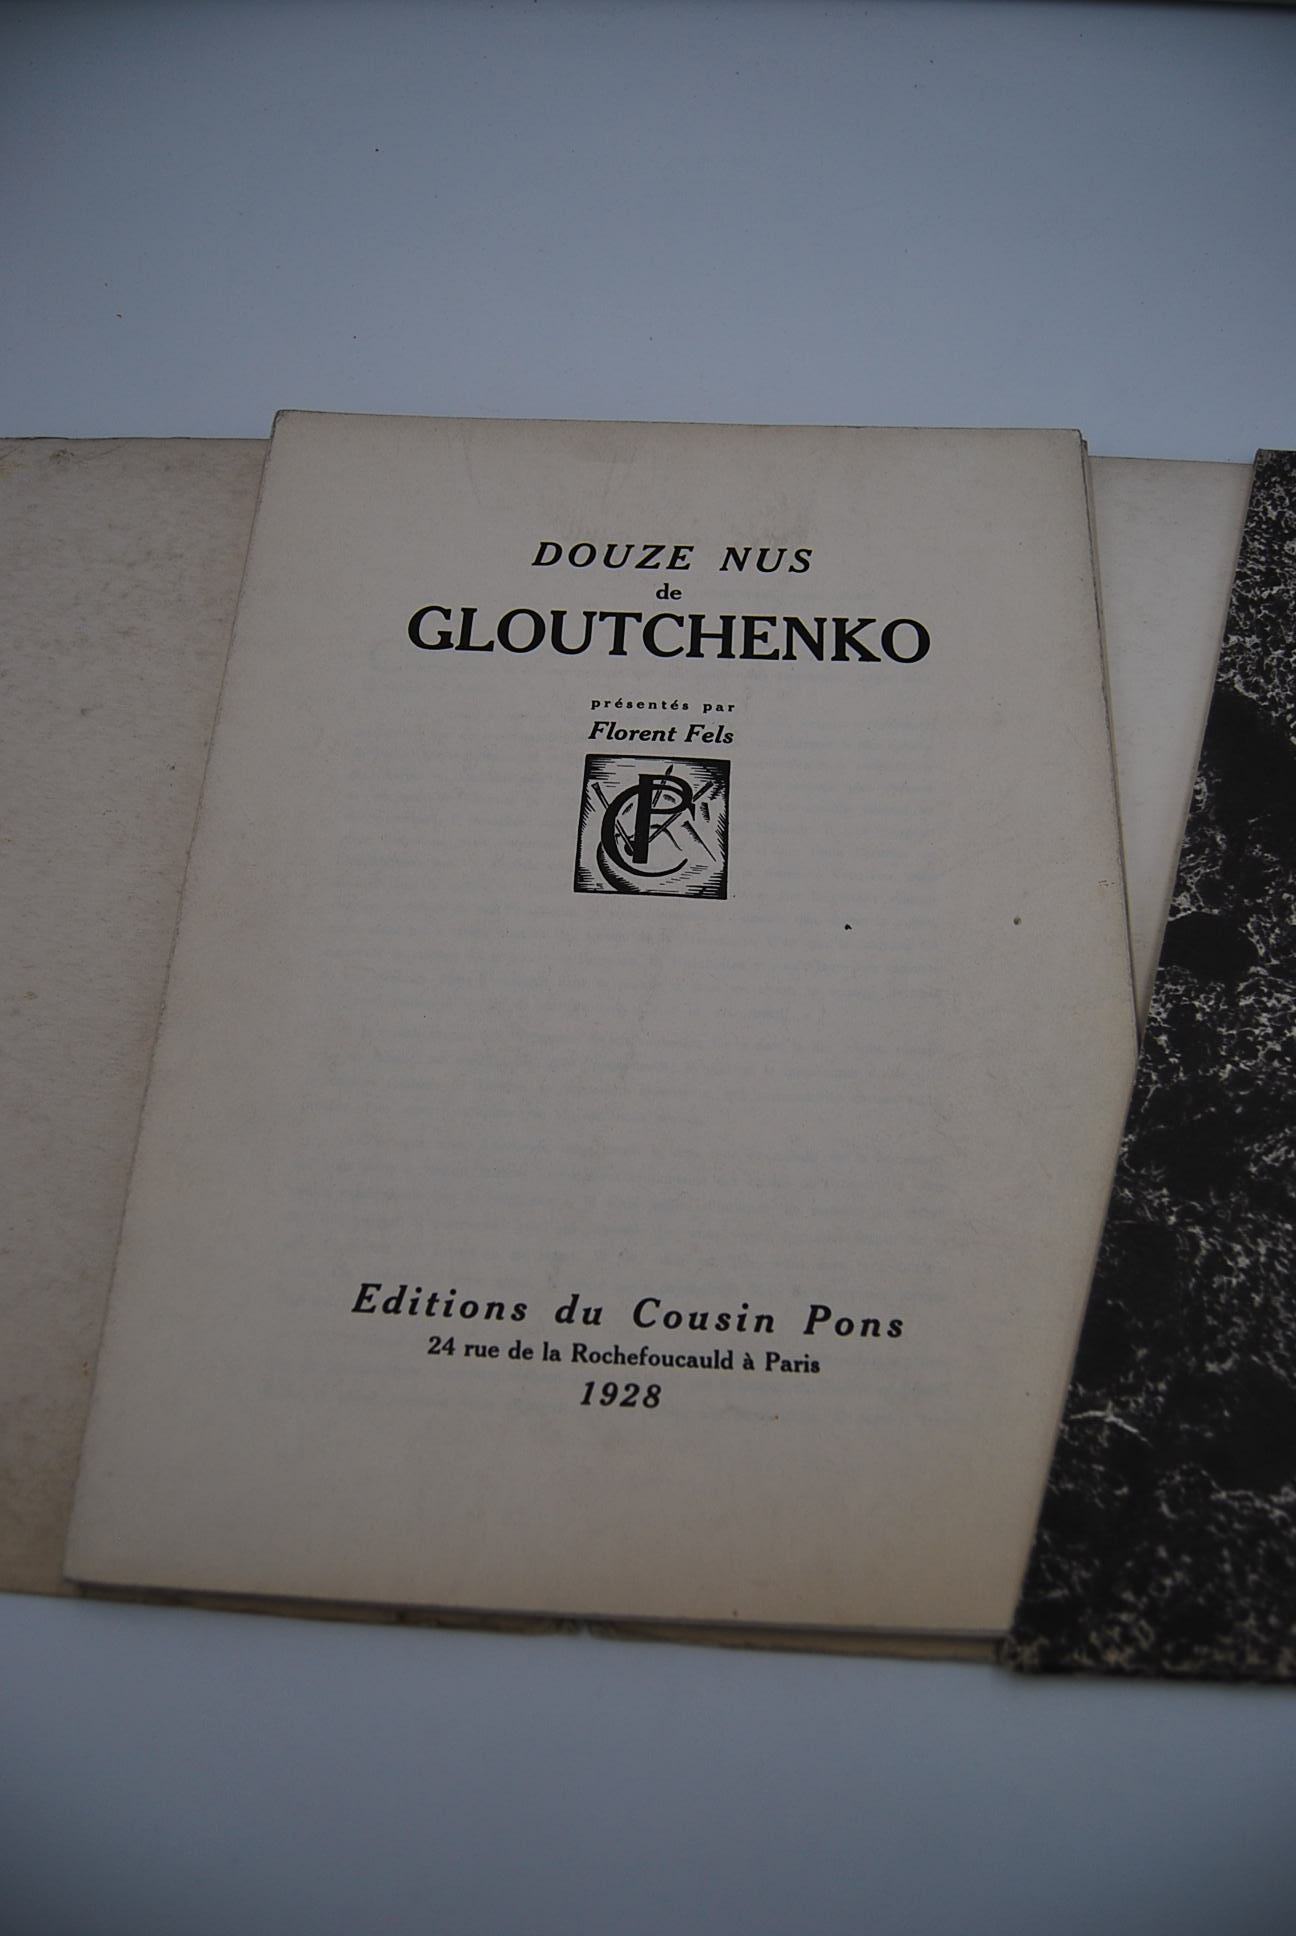 DOUZE NUS
de
GLOUTCHENKO
présentés par
Florent Fels
CP
Editions du Cousin Pons
24 rue de la Rochefoucauld à Paris
1928